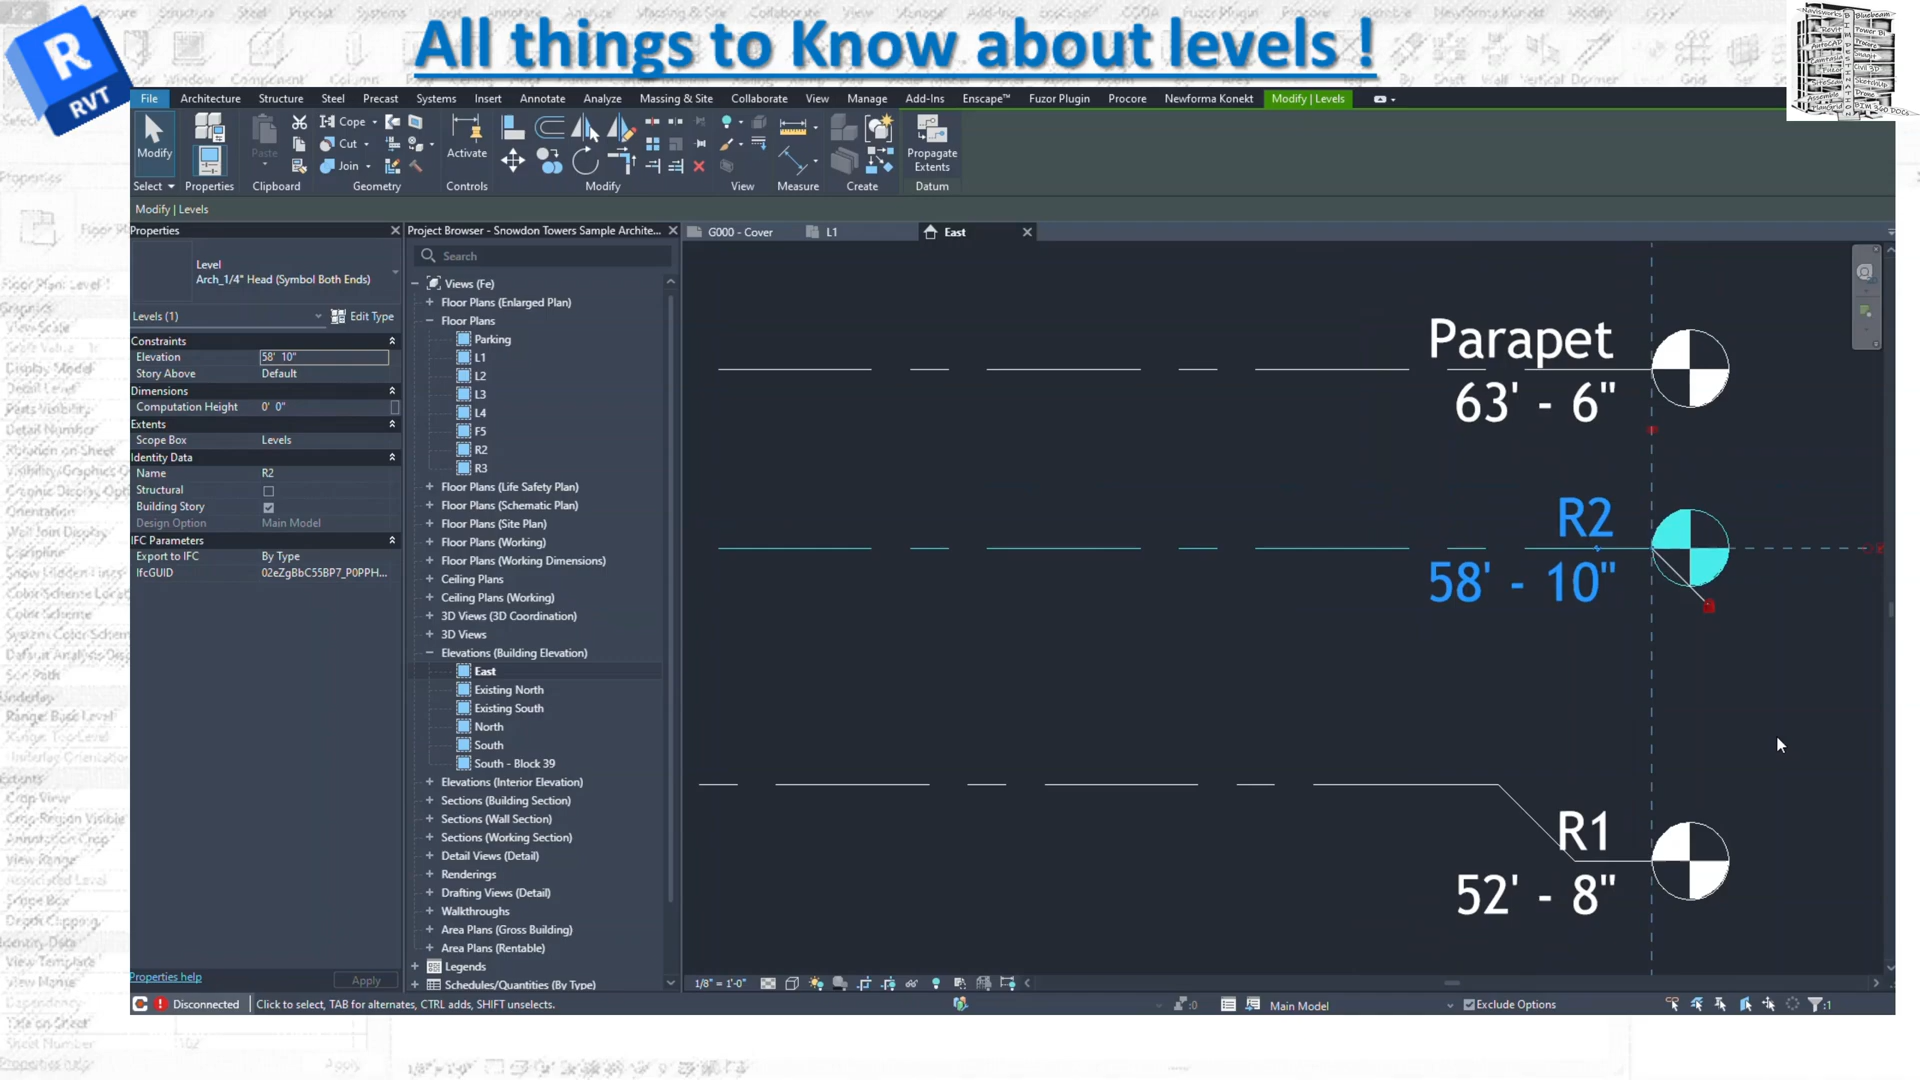 All things to Know about levels !
R
RVT
File Architecture Structure Steel Precast Systems Insert Annotate Analyze Massing & Site Collaborate View Manage Add-Ins Enscape™ Fuzor Plugin Procore Newforma Konekt Modify | Levels
Modify
Paste
Cope
Cut
Join
Activate
Propagate
Extents
Select Properties Clipboard Geometry Controls Modify View Measure Create Datum
Modify | Levels
Properties
Level
Arch_1/4" Head (Symbol Both Ends)
Levels (1) Edit Type
Constraints
Elevation 58' 10"
Story Above Default
Dimensions
Computation Height 0' 0"
Extents
Scope Box Levels
Identity Data
Name R2
Structural
Building Story
Design Option Main Model
IFC Parameters
Export to IFC By Type
IfcGUID 02eZgBbC55BP7_P0PPH...
Properties help Apply
Project Browser - Snowdon Towers Sample Archite...
Search
Views (Fe)
Floor Plans (Enlarged Plan)
Floor Plans
Parking
L1
L2
L3
L4
F5
R2
R3
Floor Plans (Life Safety Plan)
Floor Plans (Schematic Plan)
Floor Plans (Site Plan)
Floor Plans (Working)
Floor Plans (Working Dimensions)
Ceiling Plans
Ceiling Plans (Working)
3D Views (3D Coordination)
3D Views
Elevations (Building Elevation)
East
Existing North
Existing South
North
South
South - Block 39
Elevations (Interior Elevation)
Sections (Building Section)
Sections (Wall Section)
Sections (Working Section)
Detail Views (Detail)
Renderings
Drafting Views (Detail)
Walkthroughs
Area Plans (Gross Building)
Area Plans (Rentable)
Legends
Schedules/Quantities (By Type)
G000 - Cover L1 East
Parapet
63' - 6"
R2
58' - 10"
R1
52' - 8"
1/8" = 1'-0"
Disconnected Click to select, TAB for alternates, CTRL adds, SHIFT unselects. :0 Main Model Exclude Options :1